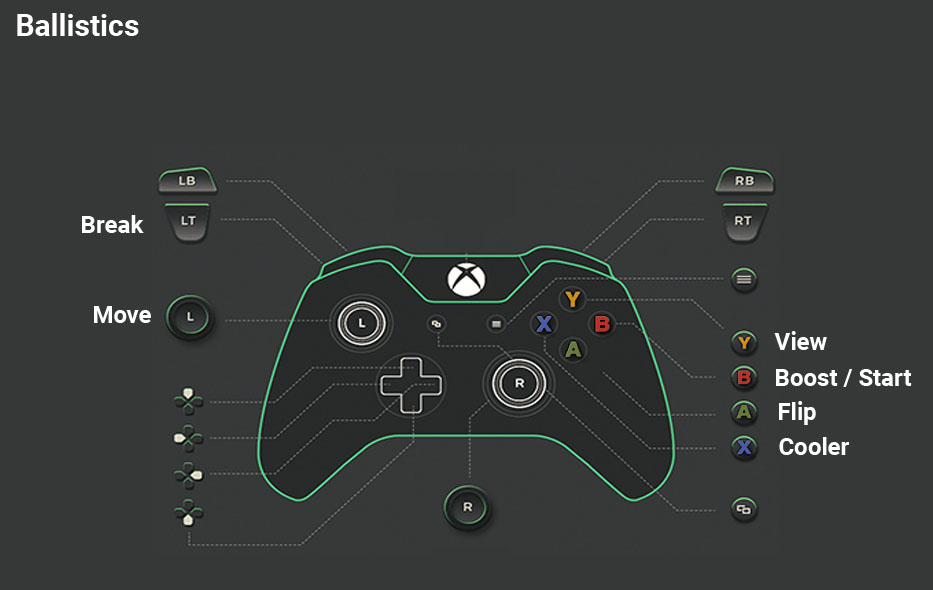 Ballistics
LB
RB
LT
RT
Break
Move
L
L
Y
X
B
A
R
Y
View
B
Boost / Start
A
Flip
X
Cooler
R